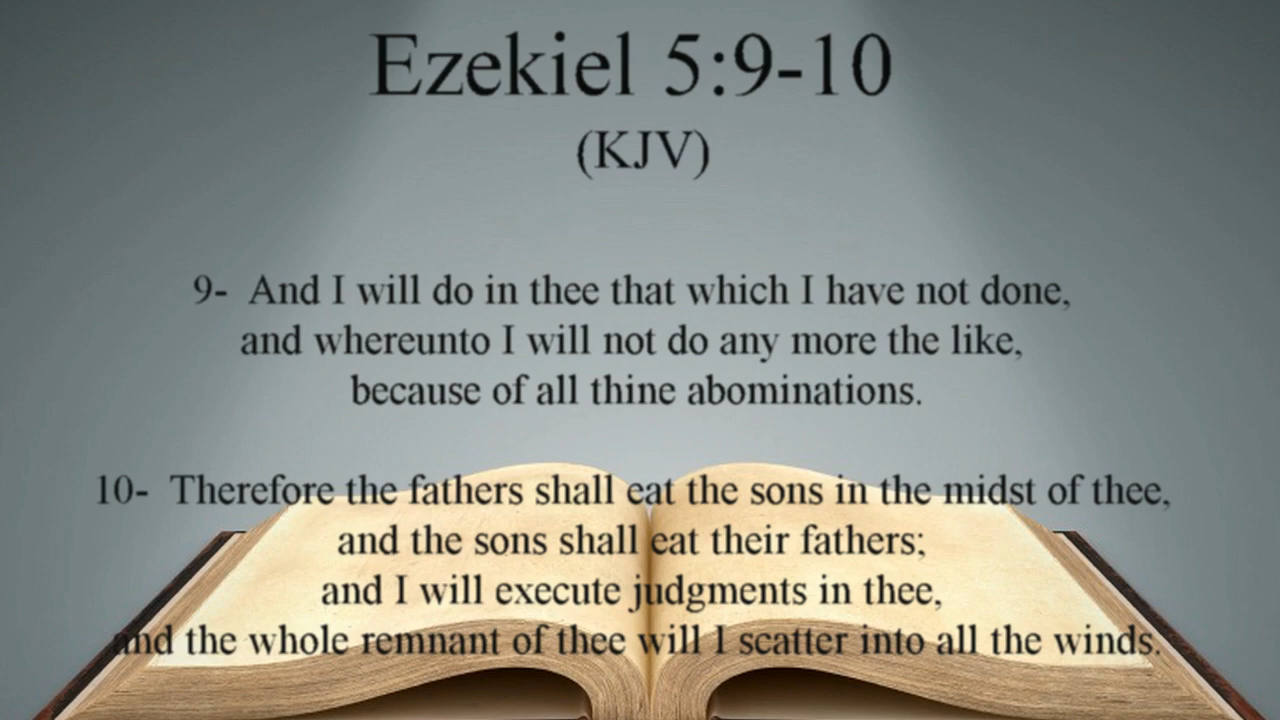 Ezekiel 5:9-10
(KJV)
9- And I will do in thee that which I have not done,
and whereunto I will not do any more the like,
because of all thine abominations.
10- Therefore the fathers shall eat the sons in the midst of thee,
and the sons shall eat their fathers;
and I will execute judgments in thee,
and the whole remnant of thee will I scatter into all the winds.